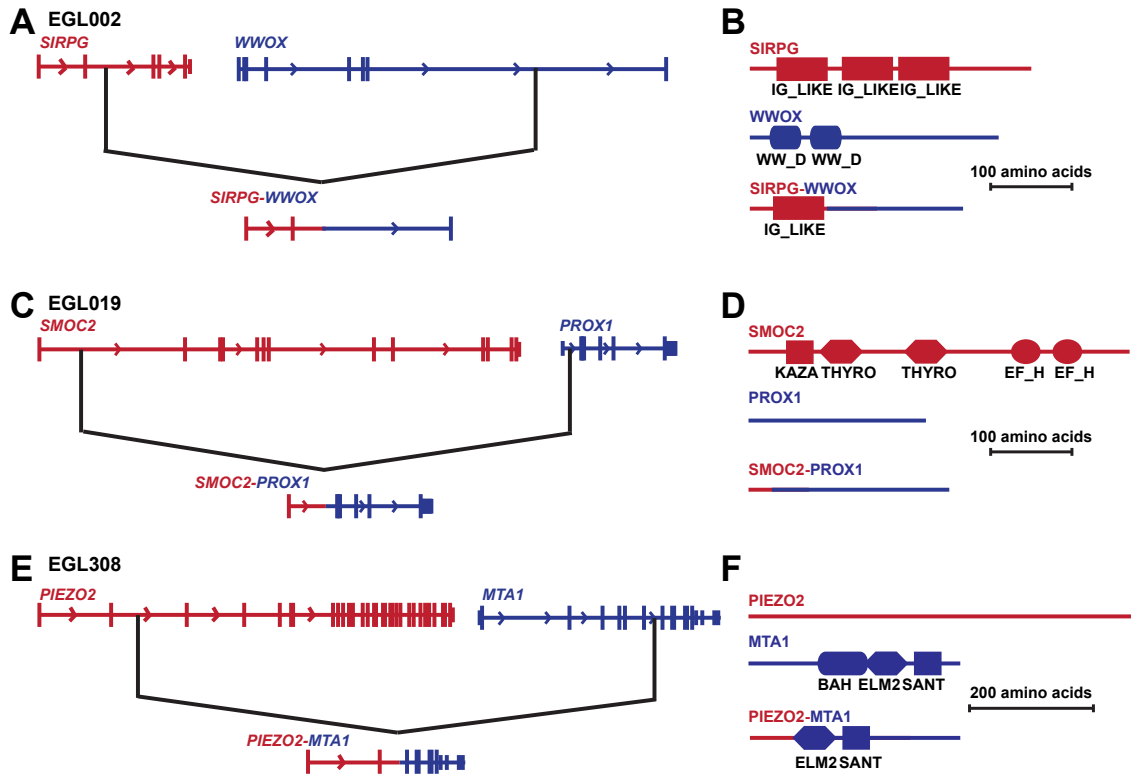 A EGL002
SIRPG WWOX
SIRPG-WWOX
B
SIRPG
IG_LIKE IG_LIKE IG_LIKE
WWOX
WW_D WW_D
100 amino acids
SIRPG-WWOX
IG_LIKE
C EGL019
SMOC2 PROX1
SMOC2-PROX1
D
SMOC2
KAZA THYRO THYRO EF_H EF_H
PROX1
100 amino acids
SMOC2-PROX1
E EGL308
PIEZO2 MTA1
PIEZO2-MTA1
F
PIEZO2
MTA1
BAH ELM2 SANT
200 amino acids
PIEZO2-MTA1
ELM2 SANT